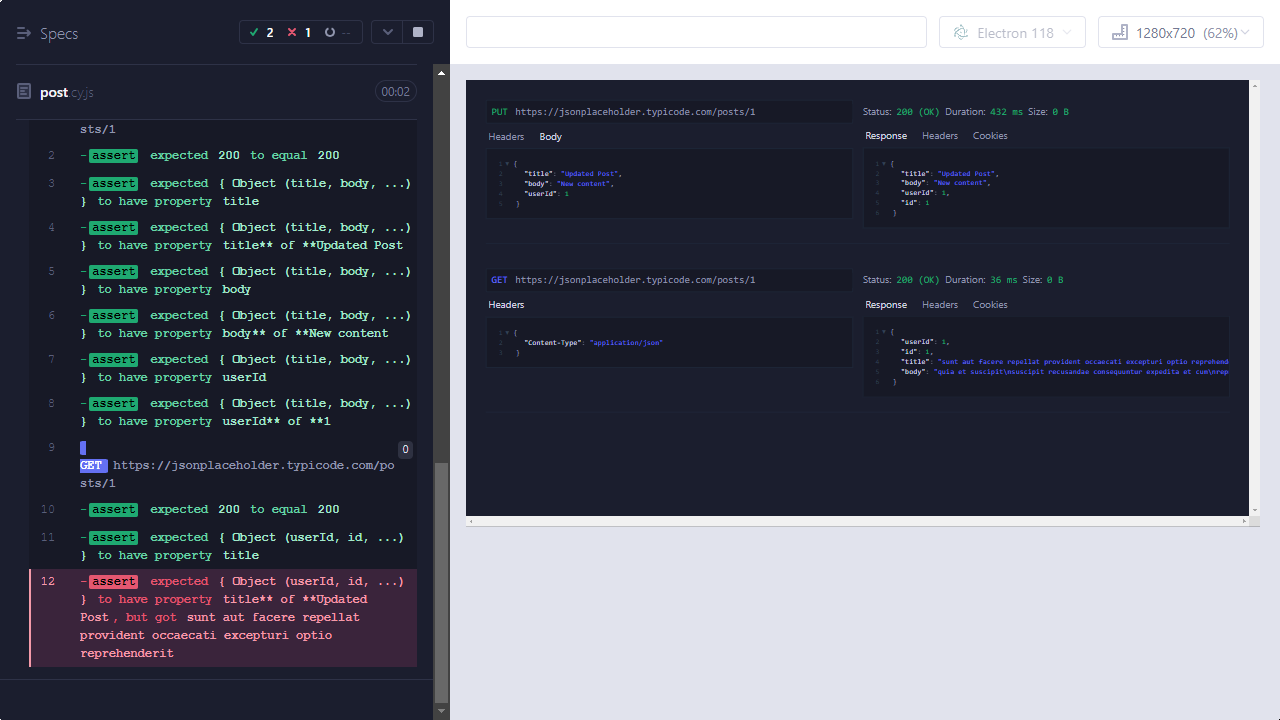 Specs
2
1
--
post.cy.js
00:02
sts/1
2 -assert expected 200 to equal 200
3 -assert expected { Object (title, body, ...)
} to have property title
4 -assert expected { Object (title, body, ...)
} to have property title** of **Updated Post
5 -assert expected { Object (title, body, ...)
} to have property body
6 -assert expected { Object (title, body, ...)
} to have property body** of **New content
7 -assert expected { Object (title, body, ...)
} to have property userId
8 -assert expected { Object (title, body, ...)
} to have property userId** of **1
9 0
GET https://jsonplaceholder.typicode.com/po
sts/1
10 -assert expected 200 to equal 200
11 -assert expected { Object (userId, id, ...)
} to have property title
12 -assert expected { Object (userId, id, ...)
} to have property title** of **Updated
Post, but got sunt aut facere repellat
provident occaecati excepturi optio
reprehenderit
Electron 118
1280x720 (62%)
PUT https://jsonplaceholder.typicode.com/posts/1
Headers Body
1 {
2 "title": "Updated Post",
3 "body": "New content",
4 "userId": 1
5 }
Status: 200 (OK) Duration: 432 ms Size: 0 B
Response Headers Cookies
1 {
2 "title": "Updated Post",
3 "body": "New content",
4 "userId": 1,
5 "id": 1
6 }
GET https://jsonplaceholder.typicode.com/posts/1
Headers
1 {
2 "Content-Type": "application/json"
3 }
Status: 200 (OK) Duration: 36 ms Size: 0 B
Response Headers Cookies
1 {
2 "userId": 1,
3 "id": 1,
4 "title": "sunt aut facere repellat provident occaecati excepturi optio reprehend
5 "body": "quia et suscipit\nsuscipit recusandae consequuntur expedita et cum\nrep
6 }